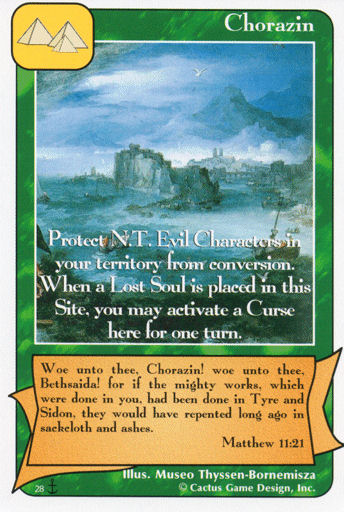 Chorazin
Protect N.T. Evil Characters in
your territory from conversion.
When a Lost Soul is placed in this
Site, you may activate a Curse
here for one turn.
Woe unto thee, Chorazin! woe unto thee,
Bethsaida! for if the mighty works, which
were done in you, had been done in Tyre and
Sidon, they would have repented long ago in
sackcloth and ashes.
Matthew 11:21
Illus. Museo Thyssen-Bornemisza
28 © Cactus Game Design, Inc.